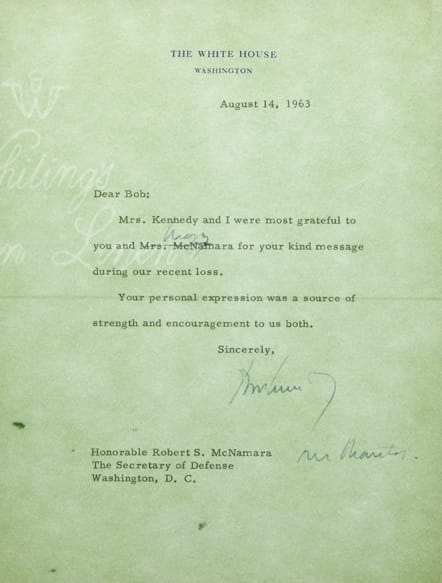 THE WHITE HOUSE
WASHINGTON
August 14, 1963
Dear Bob:
Mrs. Kennedy and I were most grateful to
you and Mrs. McNamara for your kind message
during our recent loss.
Your personal expression was a source of
strength and encouragement to us both.
Sincerely,
Honorable Robert S. McNamara
The Secretary of Defense
Washington, D. C.